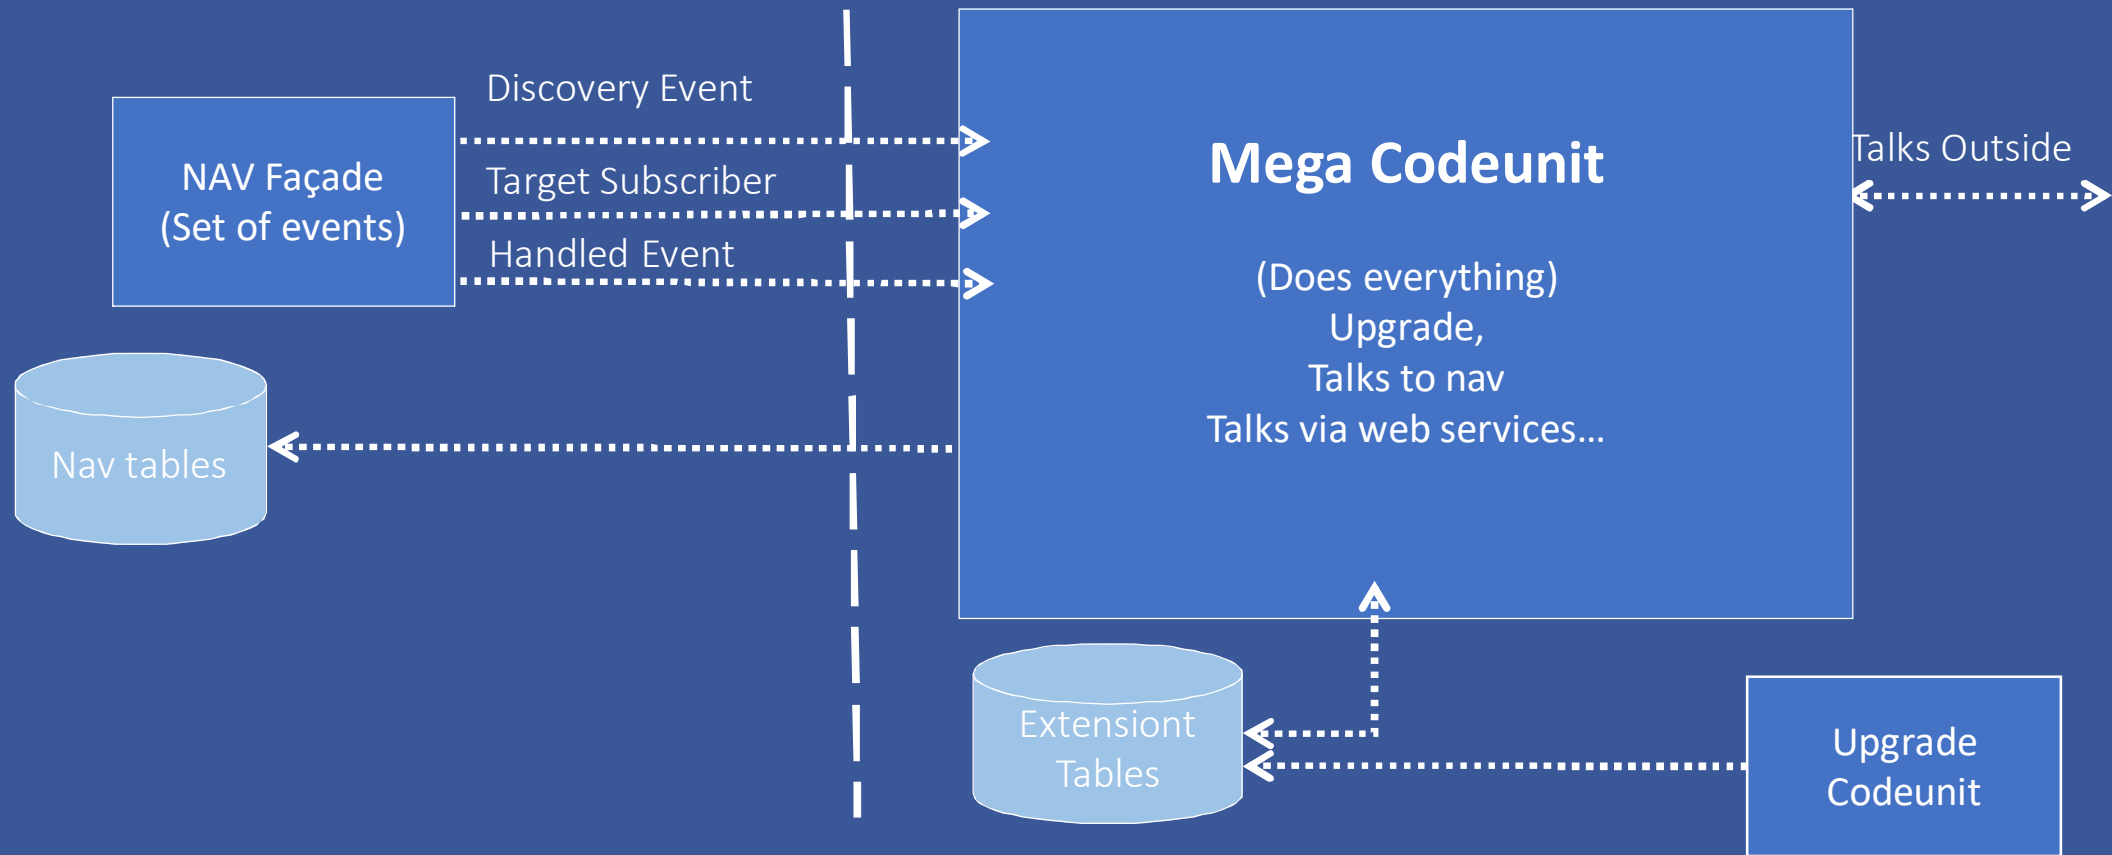 Discovery Event
NAV Façade
(Set of events)
Target Subscriber
Handled Event
Mega Codeunit
(Does everything)
Upgrade,
Talks to nav
Talks via web services...
Talks Outside
Nav tables
Extensiont
Tables
Upgrade
Codeunit